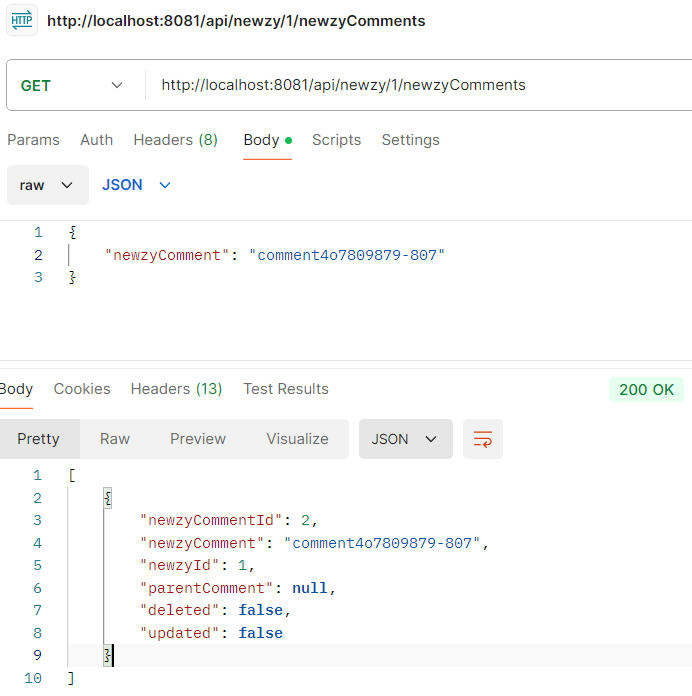 HTTP http://localhost:8081/api/newzy/1/newzyComments
GET http://localhost:8081/api/newzy/1/newzyComments
Params Auth Headers (8) Body Scripts Settings
raw JSON
1 {
2 "newzyComment": "comment4o7809879-807"
3 }
Body Cookies Headers (13) Test Results 200 OK
Pretty Raw Preview Visualize JSON
1 [
2 {
3 "newzyCommentId": 2,
4 "newzyComment": "comment4o7809879-807",
5 "newzyId": 1,
6 "parentComment": null,
7 "deleted": false,
8 "updated": false
9 }
10 ]